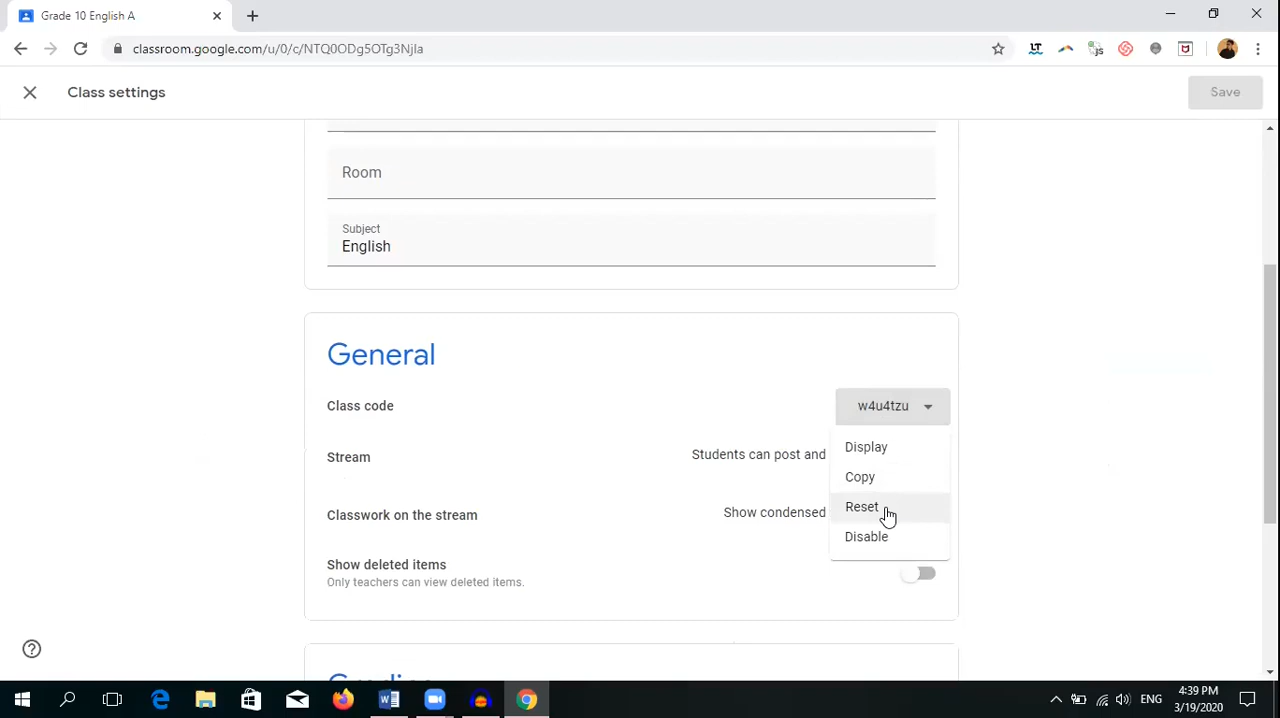 Grade 10 English A
classroom.google.com/u/0/c/NTQ0ODg5OTg3Njla
Class settings
Save
Room
Subject
English
General
Class code
w4u4tzu
Display
Stream
Students can post and
Copy
Reset
Classwork on the stream
Show condensed
Disable
Show deleted items
Only teachers can view deleted items.
ENG
4:39 PM
3/19/2020